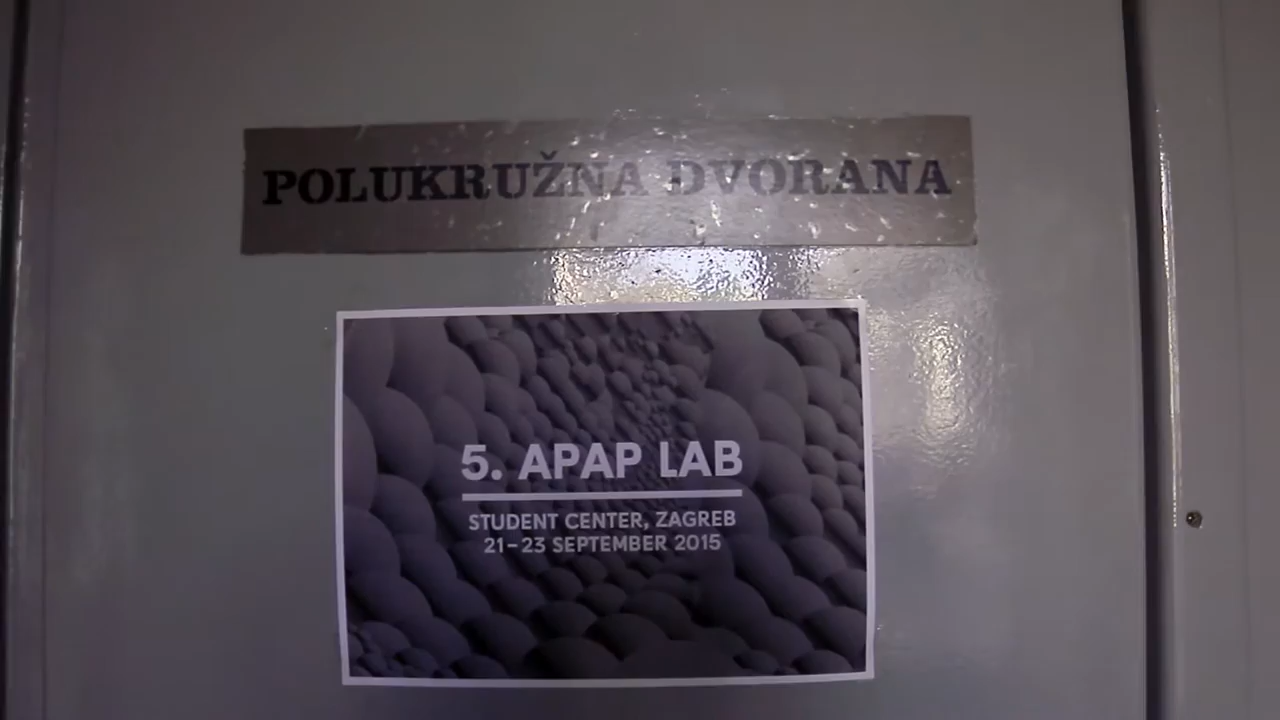 POLUKRUŽNA DVORANA
5. APAP LAB
STUDENT CENTER, ZAGREB
21–23 SEPTEMBER 2015